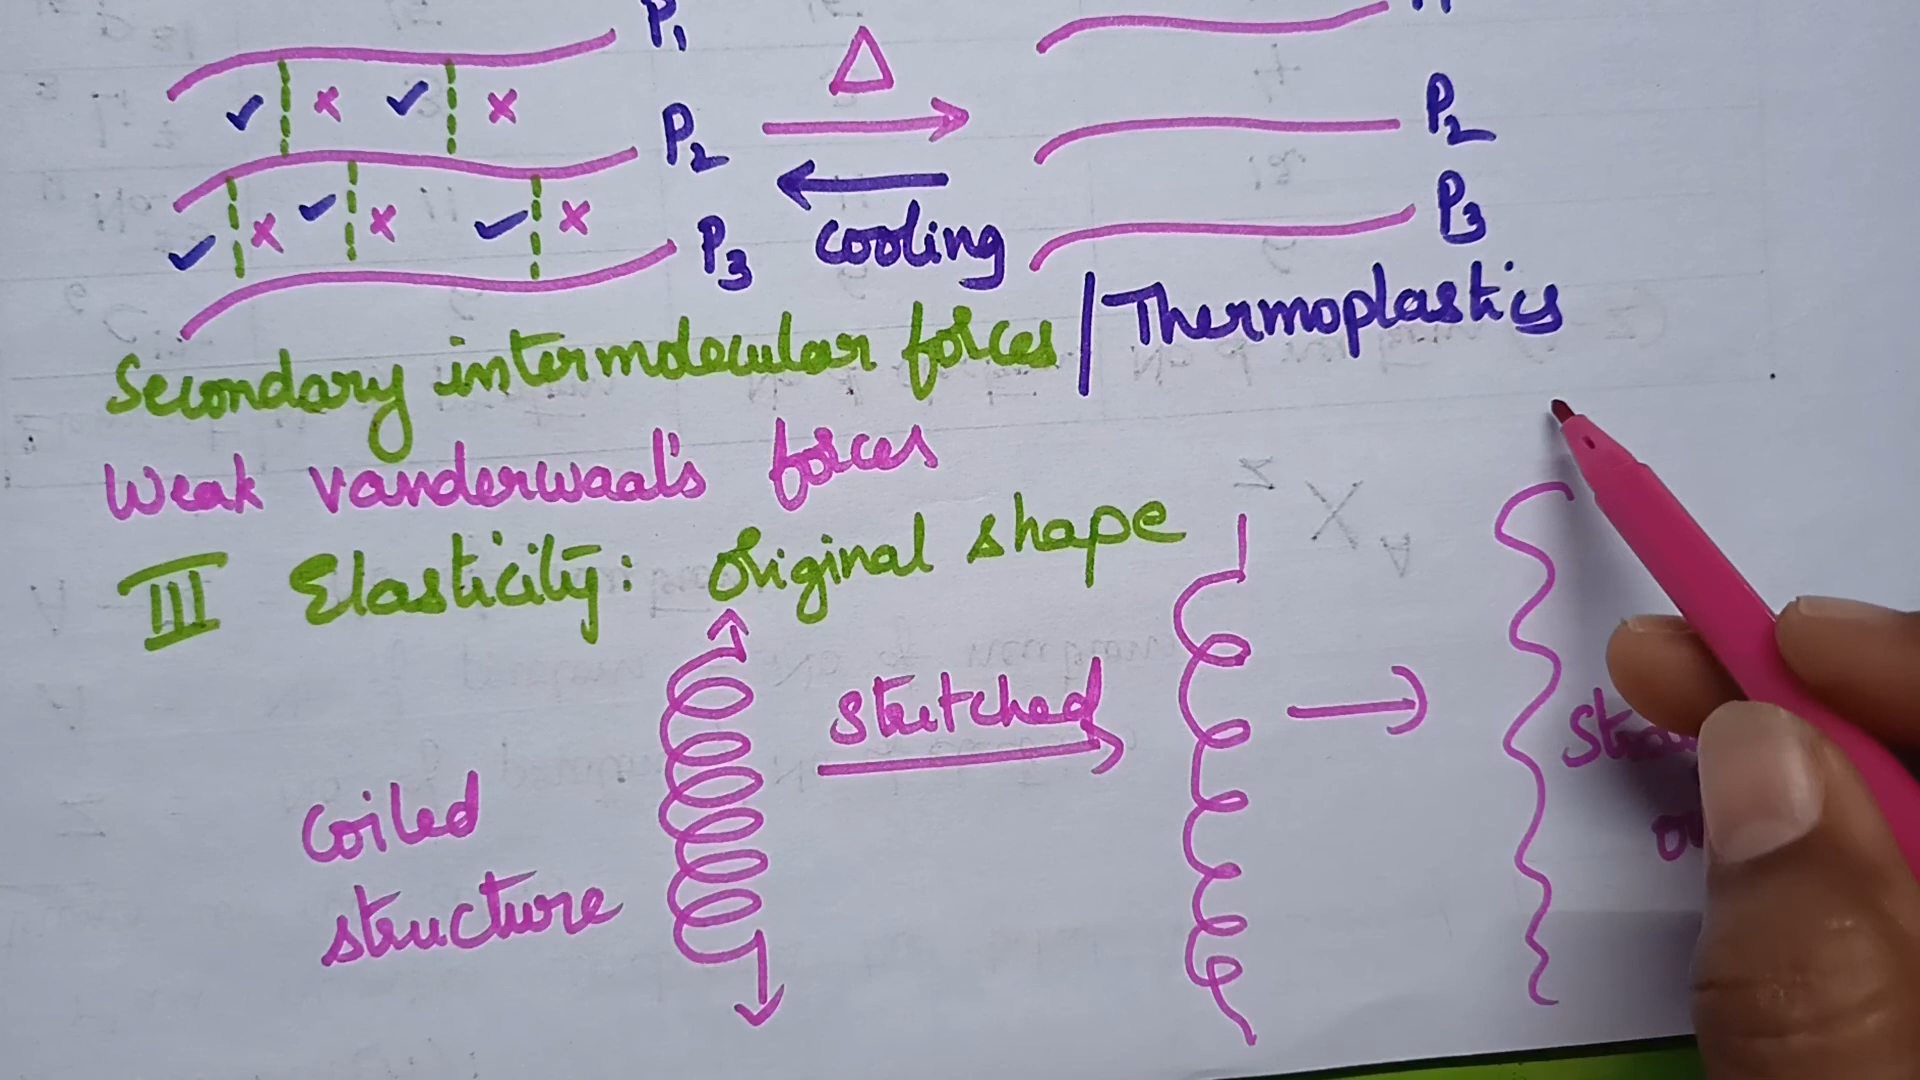 P₁
Δ
P₂ P₂
P₃ cooling P₃
Secondary intermolecular forces / Thermoplastics
Weak vanderwaal's forces
III Elasticity: Original shape
Stretched
Coiled
structure